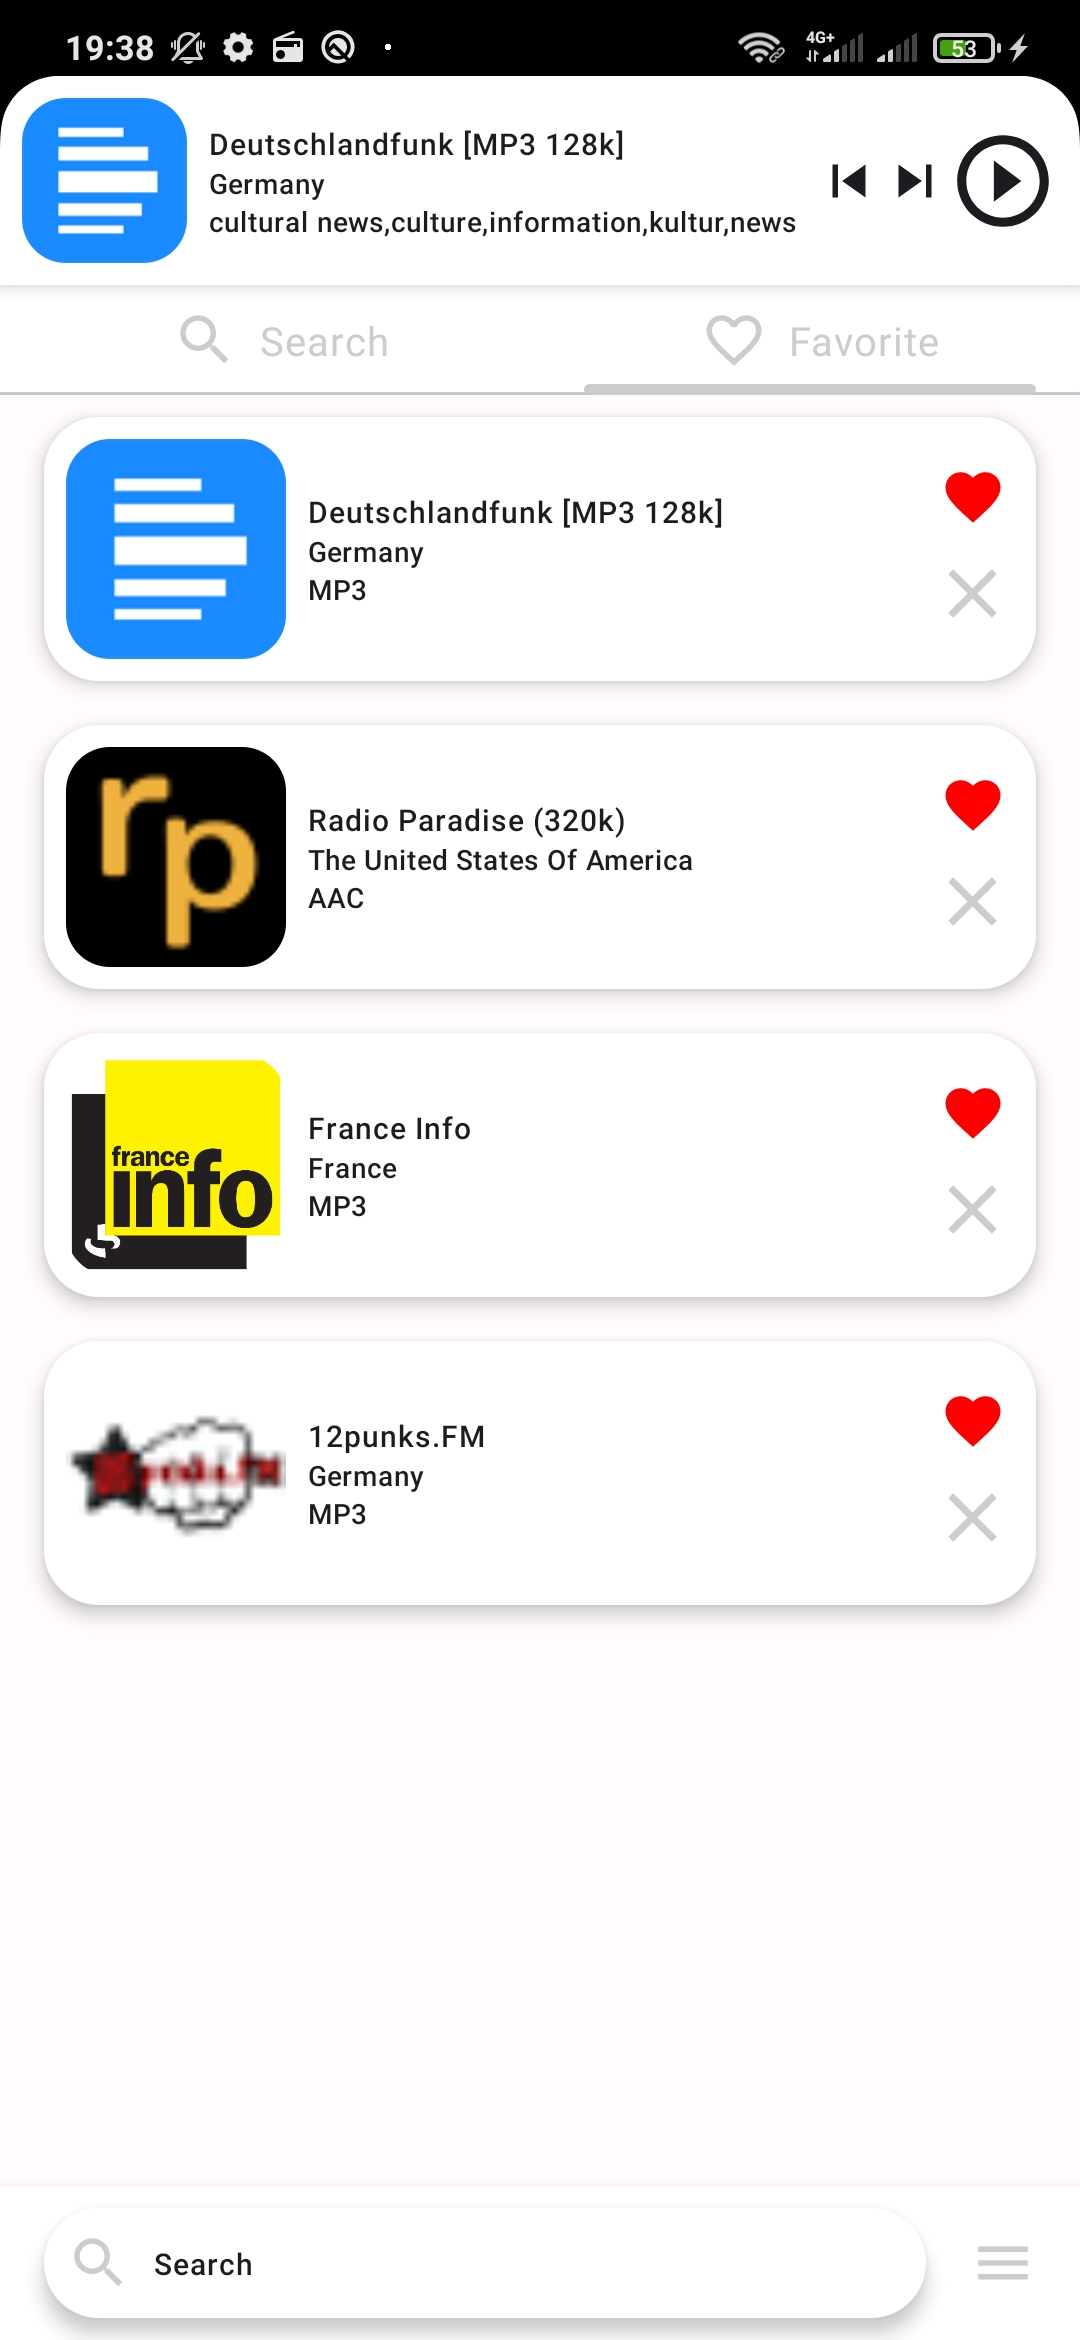 19:38
4G+
53
Deutschlandfunk [MP3 128k]
Germany
cultural news,culture,information,kultur,news
Search
Favorite
Deutschlandfunk [MP3 128k]
Germany
MP3
rp
Radio Paradise (320k)
The United States Of America
AAC
france
info
France Info
France
MP3
12punks.FM
Germany
MP3
Search